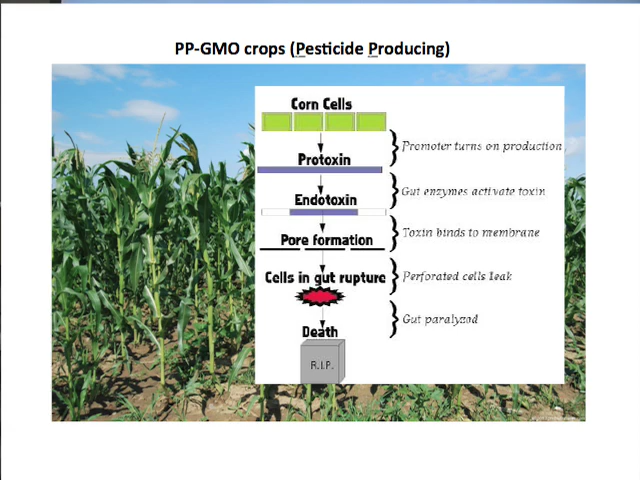 PP-GMO crops (Pesticide Producing)
Corn Cells
Promoter turns on production
Protoxin
Gut enzymes activate toxin
Endotoxin
Toxin binds to membrane
Pore formation
Cells in gut rupture
Perforated cells leak
Gut paralyzod
Death
R.I.P.